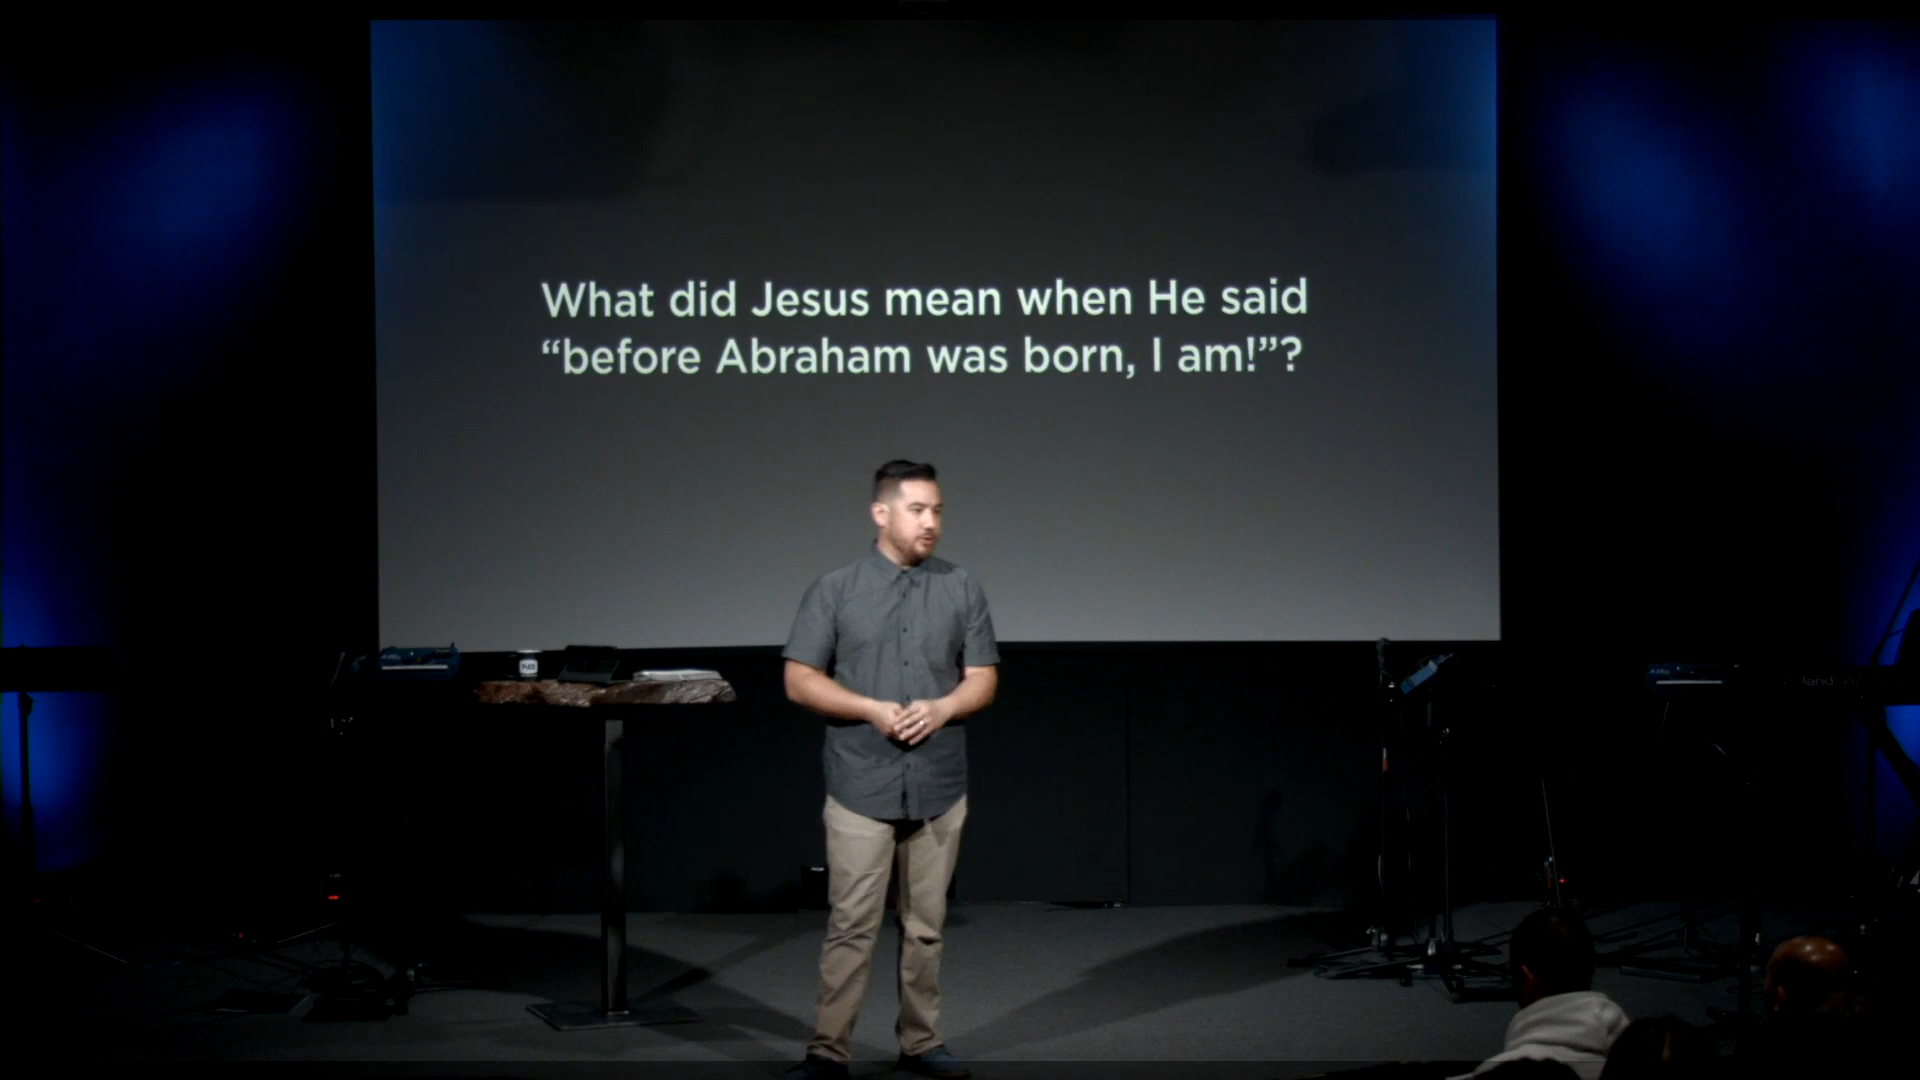 What did Jesus mean when He said
“before Abraham was born, I am!”?